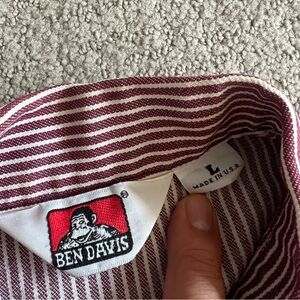 ®
BEN DAVIS
L
MADE IN U.S.A